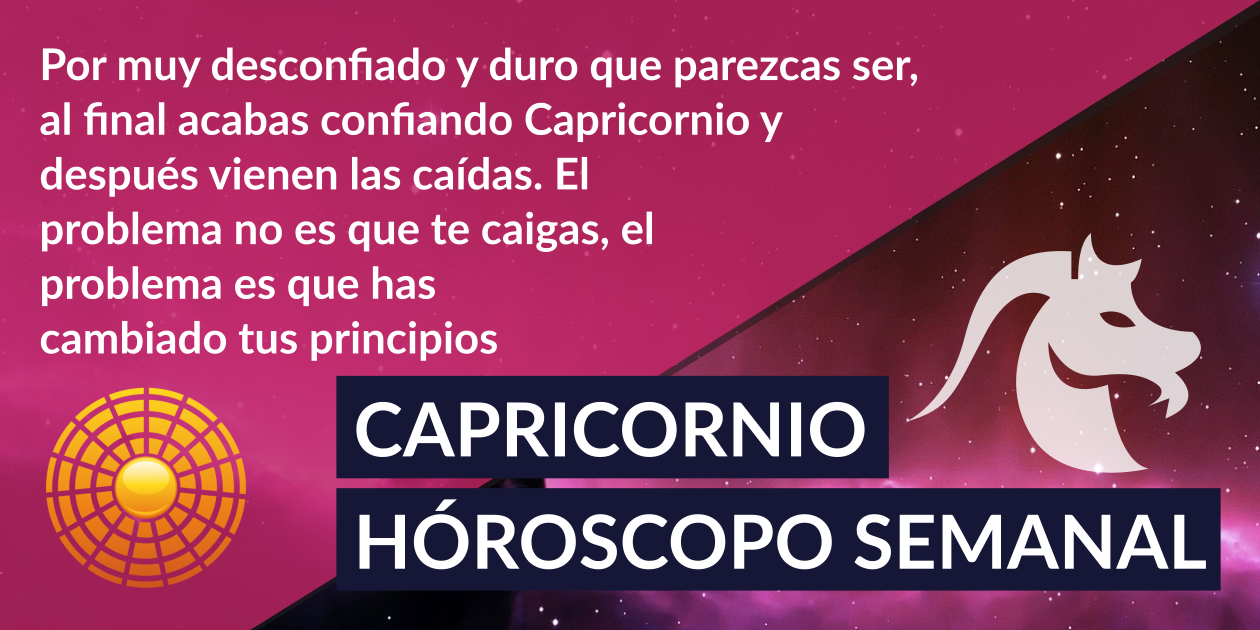 Por muy desconfiado y duro que parezcas ser,
al final acabas confiando Capricornio y
después vienen las caídas. El
problema no es que te caigas, el
problema es que has
cambiado tus principios
CAPRICORNIO
HÓROSCOPO SEMANAL